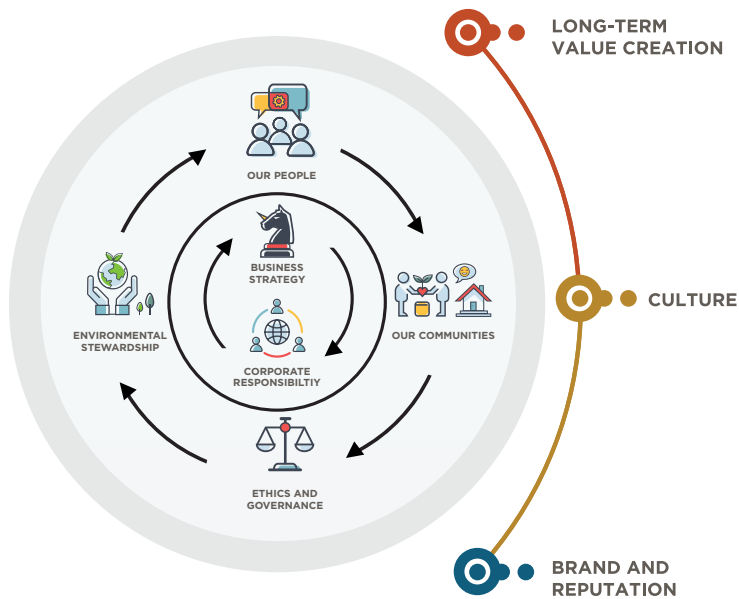 LONG-TERM
VALUE CREATION
OUR PEOPLE
BUSINESS
STRATEGY
CULTURE
ENVIRONMENTAL
STEWARDSHIP
OUR COMMUNITIES
CORPORATE
RESPONSIBILTIY
ETHICS AND
GOVERNANCE
BRAND AND
REPUTATION